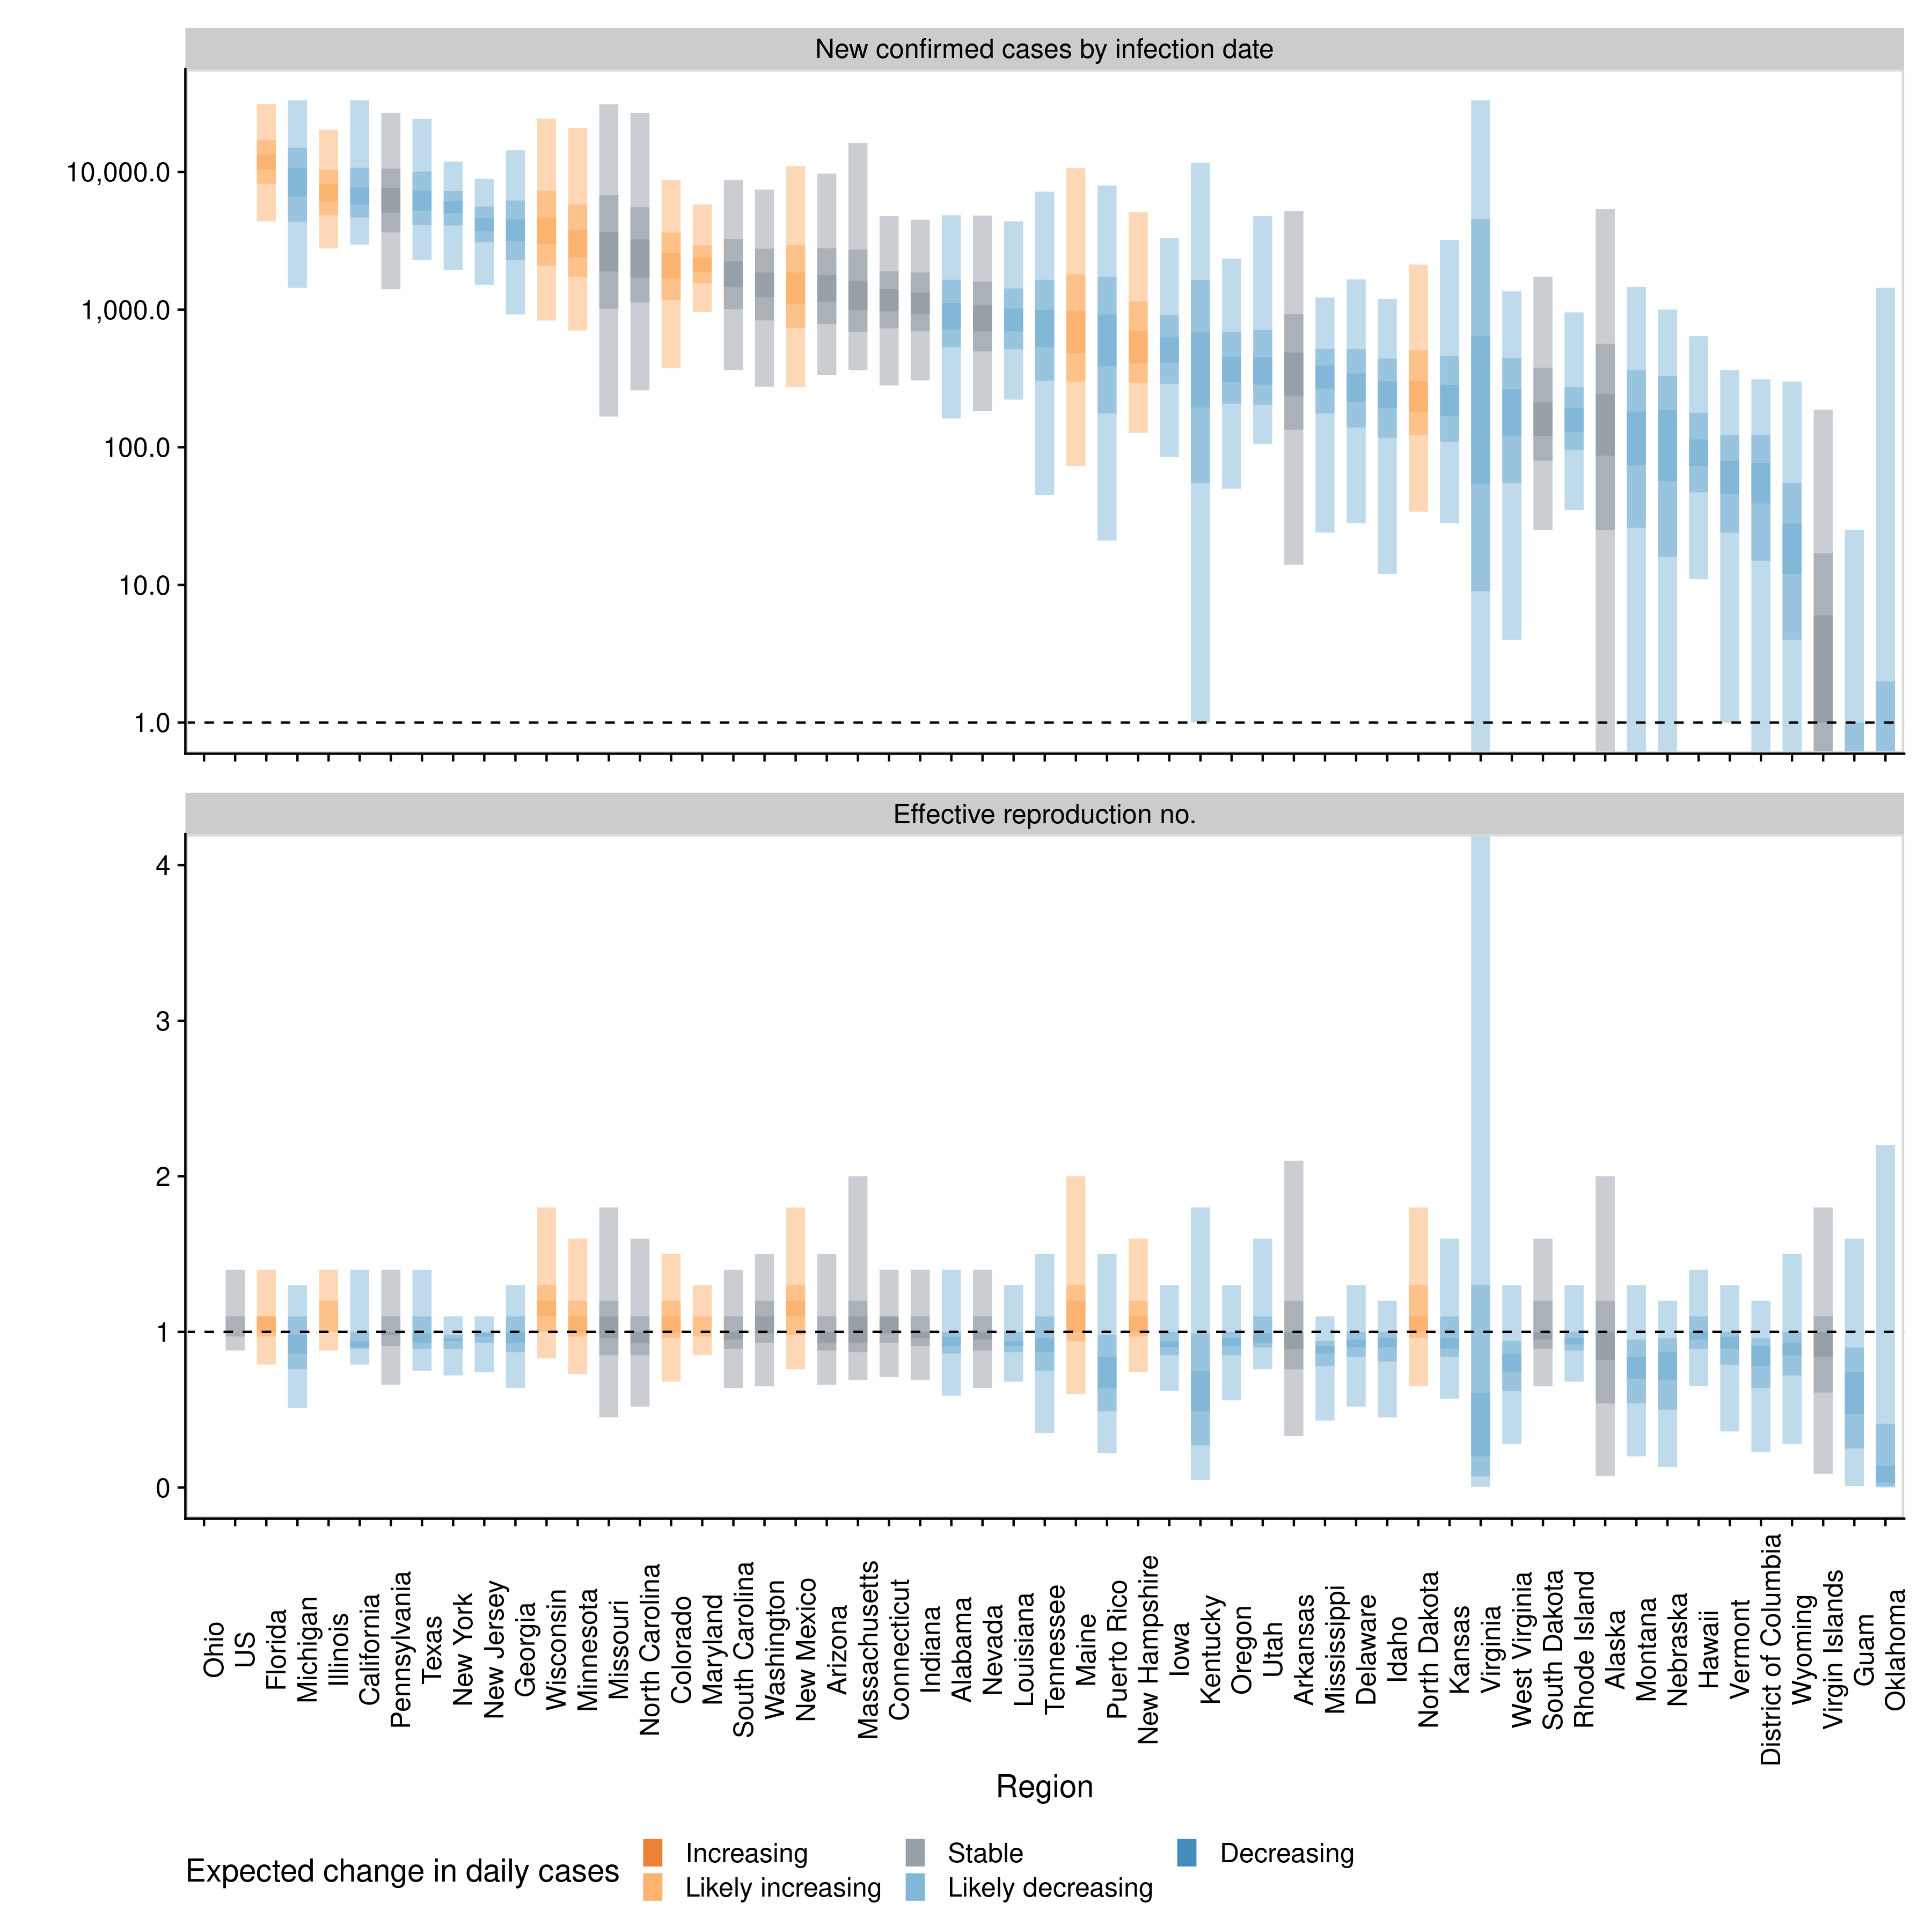 New confirmed cases by infection date
10,000.0
1,000.0
100.0
10.0
1.0
Effective reproduction no.
4
3
2
1
0
Ohio
US
Florida
Michigan
Illinois
California
Pennsylvania
Texas
New York
New Jersey
Georgia
Wisconsin
Minnesota
Missouri
North Carolina
Colorado
Maryland
South Carolina
Washington
New Mexico
Arizona
Massachusetts
Connecticut
Indiana
Alabama
Nevada
Louisiana
Tennessee
Maine
Puerto Rico
New Hampshire
Iowa
Kentucky
Oregon
Utah
Arkansas
Mississippi
Delaware
Idaho
North Dakota
Kansas
Virginia
West Virginia
South Dakota
Rhode Island
Alaska
Montana
Nebraska
Hawaii
Vermont
District of Columbia
Wyoming
Virgin Islands
Guam
Oklahoma
Region
Expected change in daily cases
Increasing
Likely increasing
Stable
Likely decreasing
Decreasing